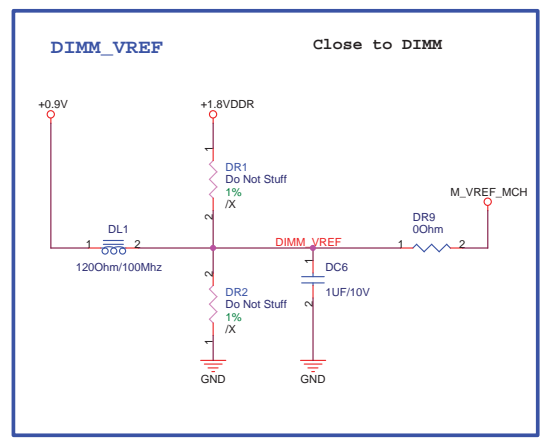 DIMM_VREF
Close to DIMM
+0.9V
+1.8VDDR
1
DR1
Do Not Stuff
1%
/X
2
M_VREF_MCH
DL1
1
2
120Ohm/100Mhz
DIMM_VREF
DR9
0Ohm
1
2
2
DR2
Do Not Stuff
1%
/X
1
1
DC6
1UF/10V
2
GND
GND